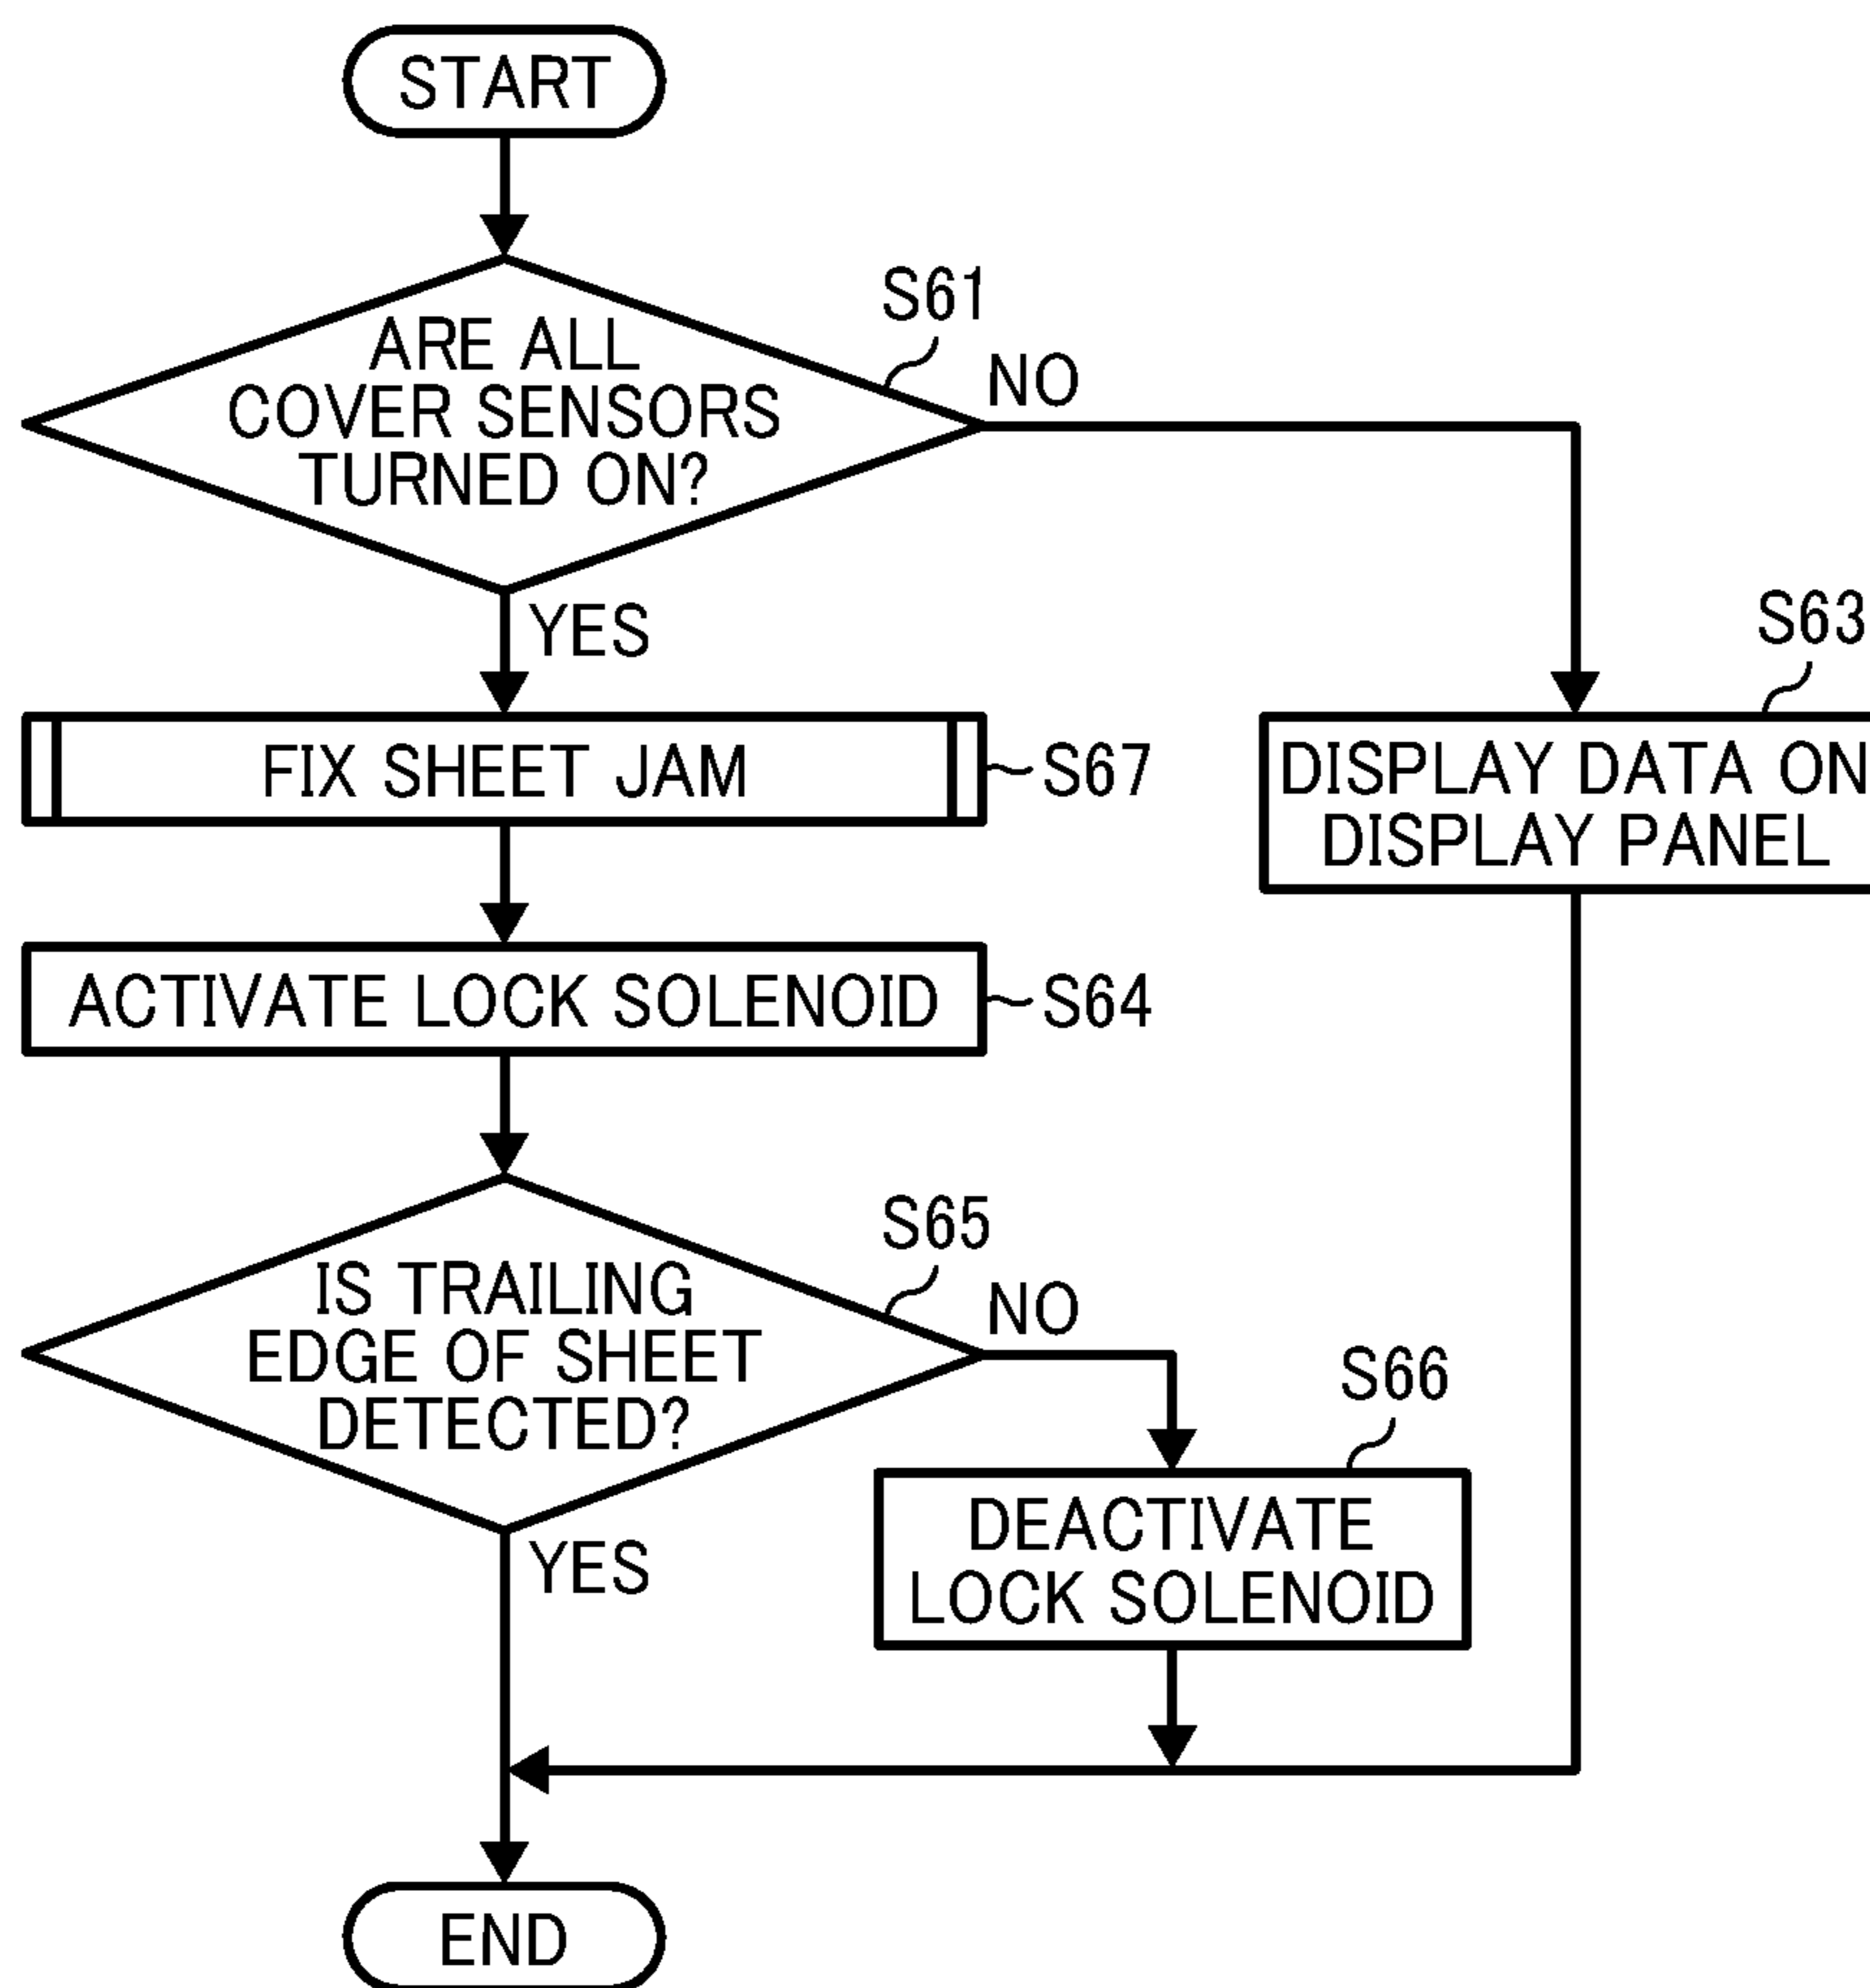 START
S61
ARE ALL
COVER SENSORS
TURNED ON?
NO
YES
S63
FIX SHEET JAM
S67
DISPLAY DATA ON
DISPLAY PANEL
ACTIVATE LOCK SOLENOID
S64
S65
IS TRAILING
EDGE OF SHEET
DETECTED?
NO
S66
YES
DEACTIVATE
LOCK SOLENOID
END